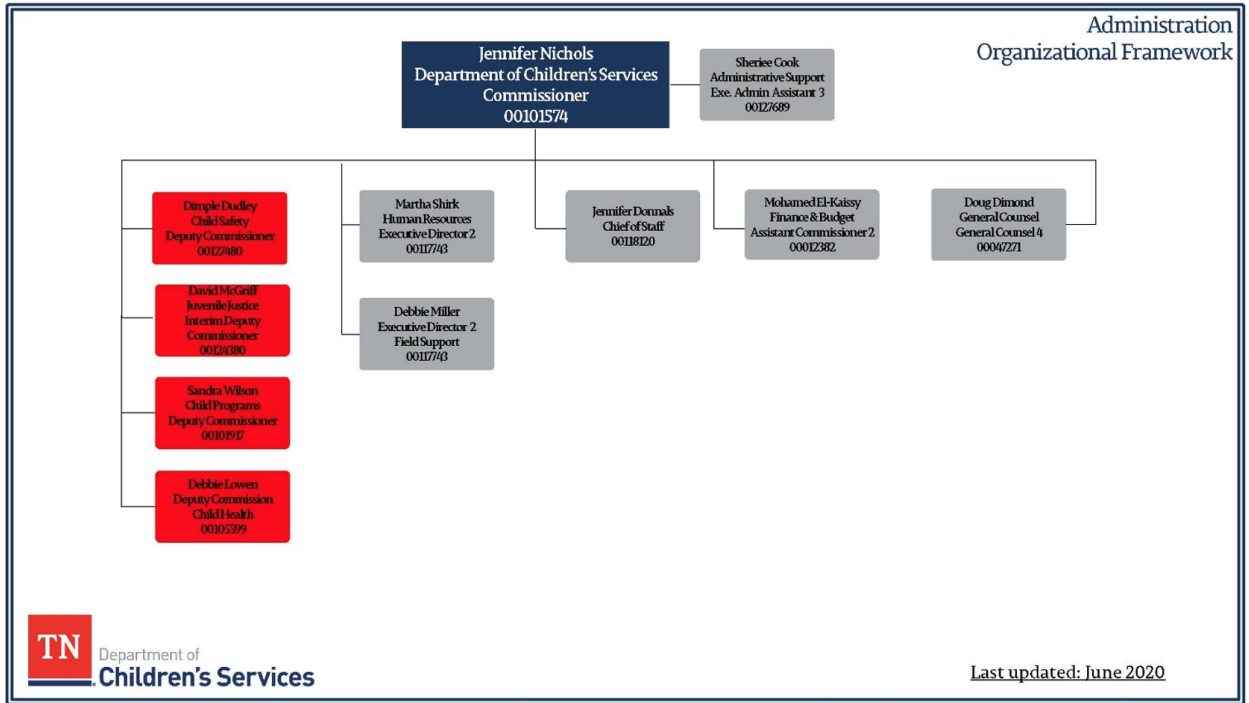 Administration
Organizational Framework
Jennifer Nichols
Department of Children's Services
Commissioner
00101574
Sheriee Cook
Administrative Support
Exe. Admin Assistant 3
00127689
Dimple Dudley
Child Safety
Deputy Commissioner
00127480
Martha Shirk
Human Resources
Executive Director 2
00117743
Jennifer Donnals
Chief of Staff
00118120
Mohamed El-Kaissy
Finance & Budget
Assistant Commissioner 2
00012382
Doug Dimond
General Counsel
General Counsel 4
00047271
David McGriff
Juvenile Justice
Interim Deputy
Commissioner
00124380
Debbie Miller
Executive Director 2
Field Support
00117743
Sandra Wilson
Child Programs
Deputy Commissioner
00101917
Debbie Lowen
Deputy Commission
Child Health
00105599
TN
Department of
Children's Services
Last updated: June 2020